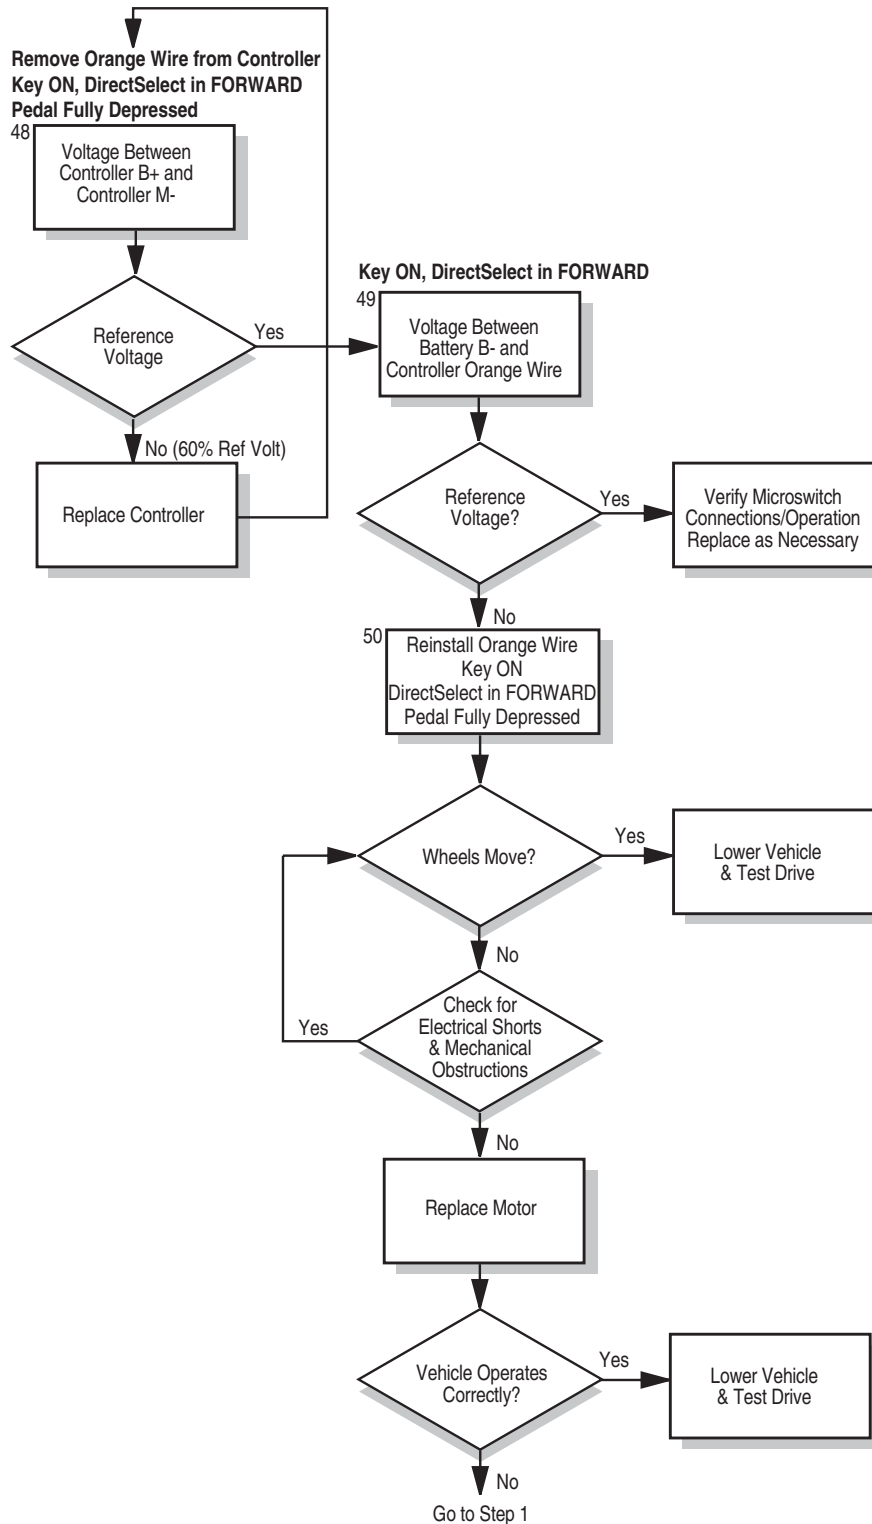 Remove Orange Wire from Controller
Key ON, DirectSelect in FORWARD
Pedal Fully Depressed
48
Voltage Between
Controller B+ and
Controller M-
Reference
Voltage
Yes
No (60% Ref Volt)
Replace Controller
Key ON, DirectSelect in FORWARD
49
Voltage Between
Battery B- and
Controller Orange Wire
Reference
Voltage?
Yes
Verify Microswitch
Connections/Operation
Replace as Necessary
No
50
Reinstall Orange Wire
Key ON
DirectSelect in FORWARD
Pedal Fully Depressed
Wheels Move?
Yes
Lower Vehicle
& Test Drive
No
Check for
Electrical Shorts
& Mechanical
Obstructions
Yes
No
Replace Motor
Vehicle Operates
Correctly?
Yes
Lower Vehicle
& Test Drive
No
Go to Step 1